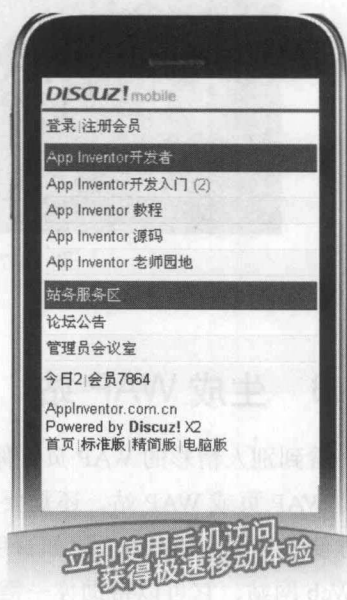 DISCUZ! mobile
登录|注册会员
App Inventor开发者
App Inventor开发入门 (2)
App Inventor 教程
App Inventor 源码
App Inventor 老师园地
站务服务区
论坛公告
管理员会议室
今日2|会员7864
AppInventor.com.cn
Powered by Discuz! X2
首页|标准版|精简版|电脑版
立即使用手机访问
获得极速移动体验